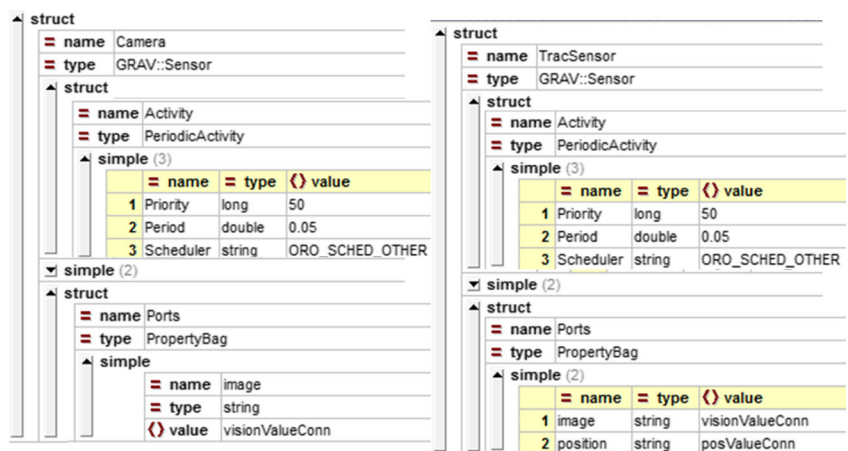 struct
= name Camera
= type GRAV::Sensor
struct
= name Activity
= type PeriodicActivity
simple (3)
= name = type () value
1 Priority long 50
2 Period double 0.05
3 Scheduler string ORO_SCHED_OTHER
simple (2)
struct
= name Ports
= type PropertyBag
simple
= name image
= type string
() value visionValueConn
struct
= name TracSensor
= type GRAV::Sensor
struct
= name Activity
= type PeriodicActivity
simple (3)
= name = type () value
1 Priority long 50
2 Period double 0.05
3 Scheduler string ORO_SCHED_OTHER
simple (2)
struct
= name Ports
= type PropertyBag
simple (2)
= name = type () value
1 image string visionValueConn
2 position string posValueConn